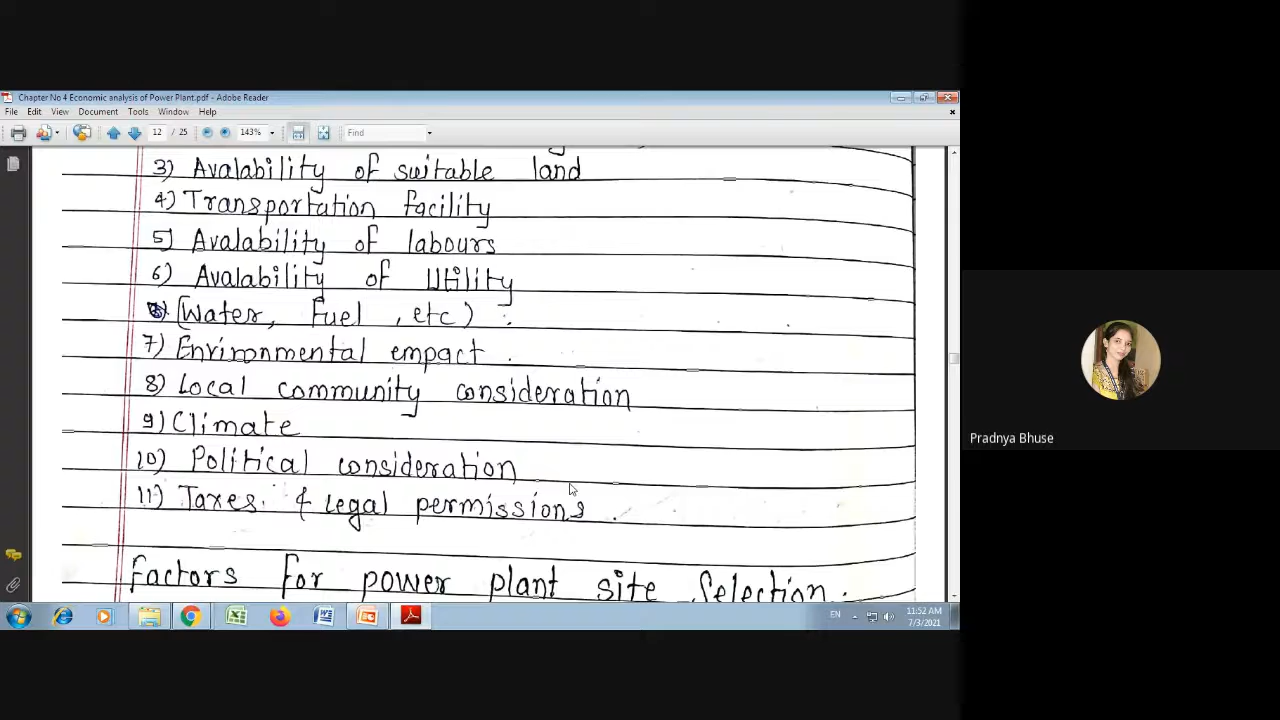 Chapter No 4 Economic analysis of Power Plant.pdf - Adobe Reader
File Edit View Document Tools Window Help
12 / 25 143% Find
3) Avalability of suitable land
4) Transportation facility
5) Avalability of labours
6) Avalability of Utility
(Water, Fuel , etc)
7) Environmental empact .
8) Local community consideration
9) Climate
10) Political consideration
11) Taxes. & Legal permissions .
Factors for power plant site Selection.
Pradnya Bhuse
EN
11:52 AM
7/3/2021